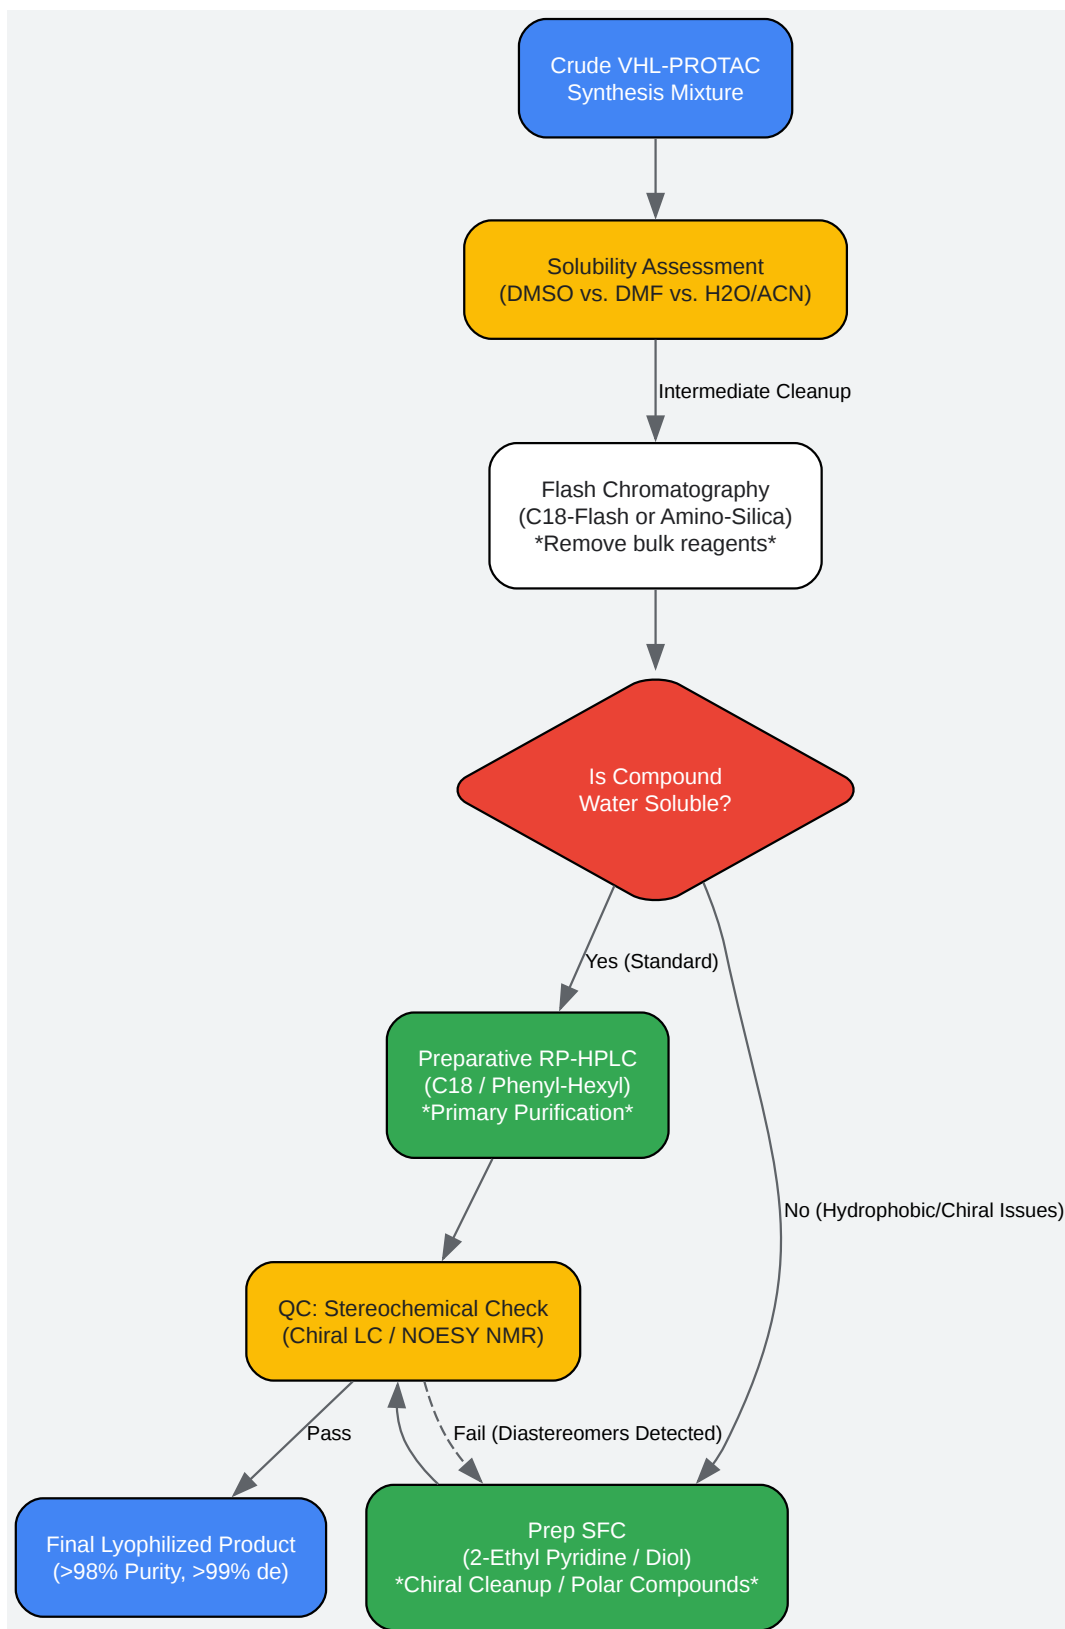 Crude VHL-PROTAC
Synthesis Mixture
Solubility Assessment
(DMSO vs. DMF vs. H2O/ACN)
Intermediate Cleanup
Flash Chromatography
(C18-Flash or Amino-Silica)
*Remove bulk reagents*
Is Compound
Water Soluble?
Yes (Standard)
Preparative RP-HPLC
(C18 / Phenyl-Hexyl)
*Primary Purification*
No (Hydrophobic/Chiral Issues)
QC: Stereochemical Check
(Chiral LC / NOESY NMR)
Pass
Fail (Diastereomers Detected)
Final Lyophilized Product
(>98% Purity, >99% de)
Prep SFC
(2-Ethyl Pyridine / Diol)
*Chiral Cleanup / Polar Compounds*